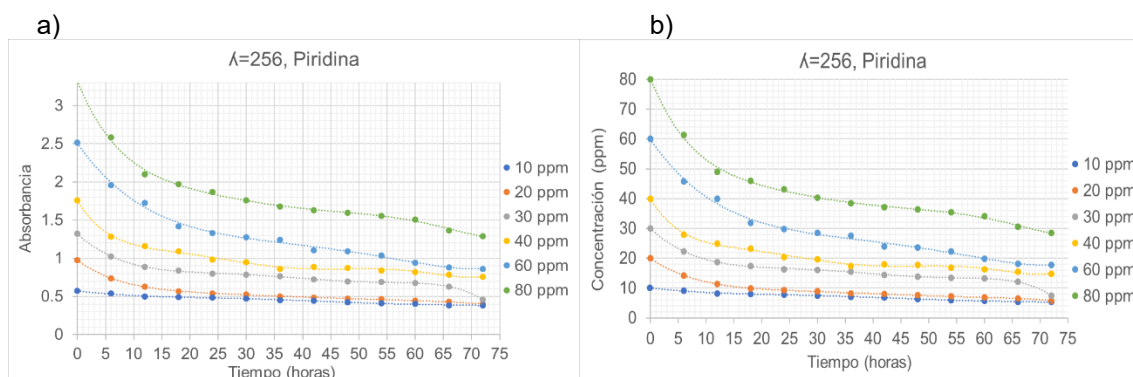 a)
ʎ=256, Piridina
Absorbancia
3
2.5
2
1.5
1
0.5
0
0 5 10 15 20 25 30 35 40 45 50 55 60 65 70 75
Tiempo (horas)
10 ppm
20 ppm
30 ppm
40 ppm
60 ppm
80 ppm
b)
ʎ=256, Piridina
Concentración (ppm)
80
70
60
50
40
30
20
10
0
0 5 10 15 20 25 30 35 40 45 50 55 60 65 70 75
Tiempo (horas)
10 ppm
20 ppm
30 ppm
40 ppm
60 ppm
80 ppm